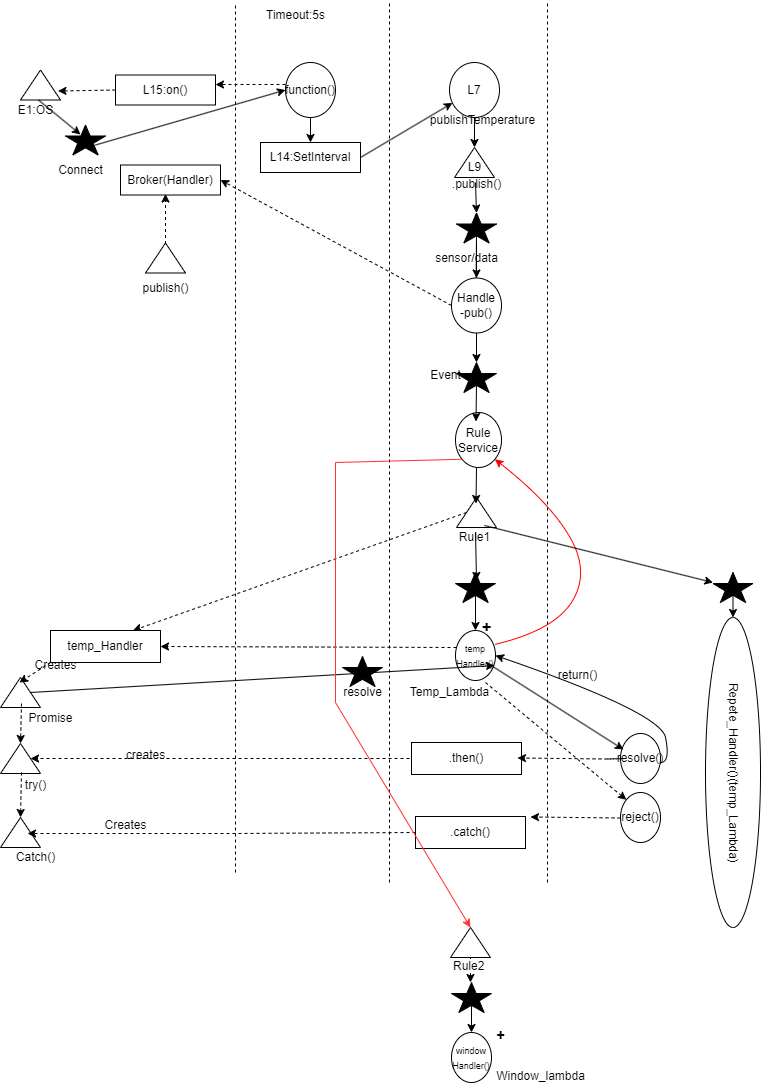 Timeout:5s
L15:on()
function()
L7
E1:OS
publishTemperature
Connect
L14:SetInterval
L9
.publish()
Broker(Handler)
sensor/data
publish()
Handle
-pub()
Event
Rule
Service
Rule1
temp_Handler
temp
Handler()
Creates
resolve
Temp_Lambda
return()
Repete_Handler()(temp_Lambda)
Promise
creates
.then()
resolve()
try()
Creates
.catch()
reject()
Catch()
Rule2
window
Handler()
Window_lambda